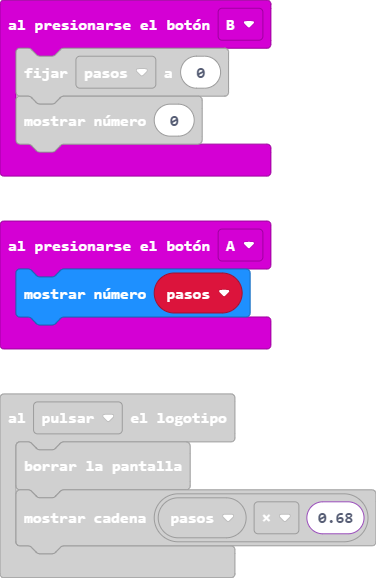 al presionarse el botón B
fijar pasos a 0
mostrar número 0
al presionarse el botón A
mostrar número pasos
al pulsar el logotipo
borrar la pantalla
mostrar cadena pasos × 0.68